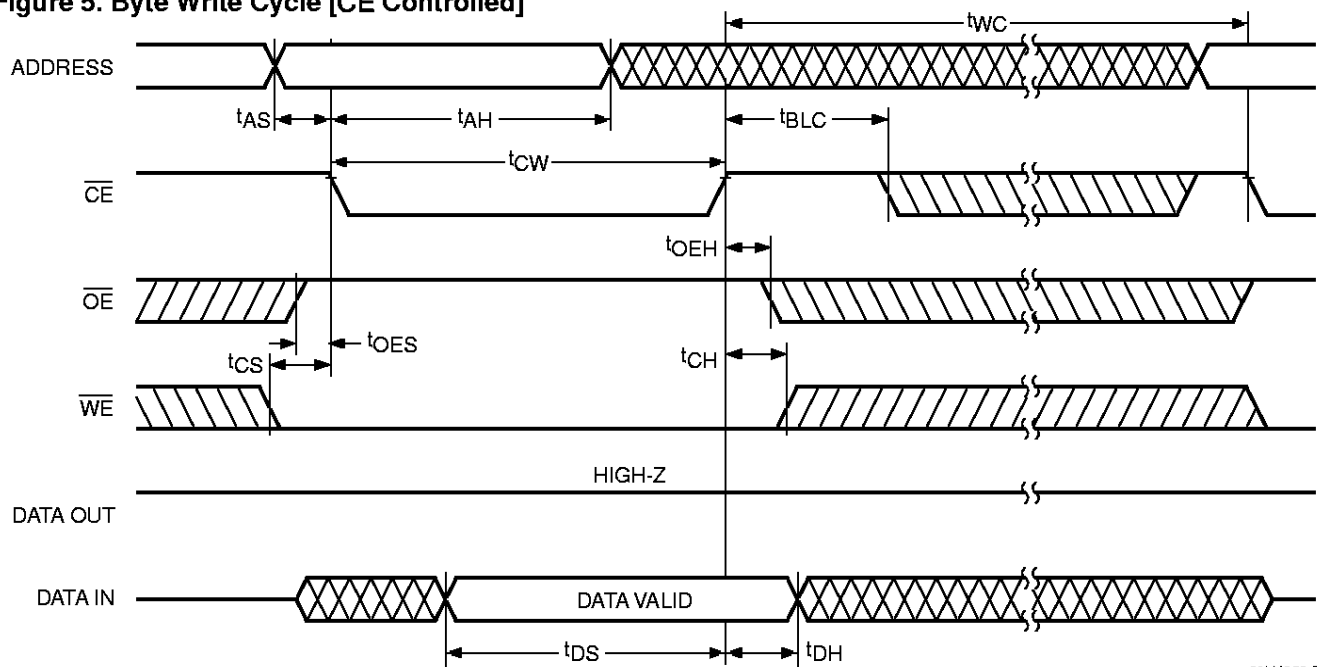 Figure 5. Byte Write Cycle [CE Controlled]
tWC
ADDRESS
tAS
tAH
tBLC
tCW
CE
tOEH
OE
tOES
tCS
tCH
WE
HIGH-Z
DATA OUT
DATA IN
DATA VALID
tDS
tDH